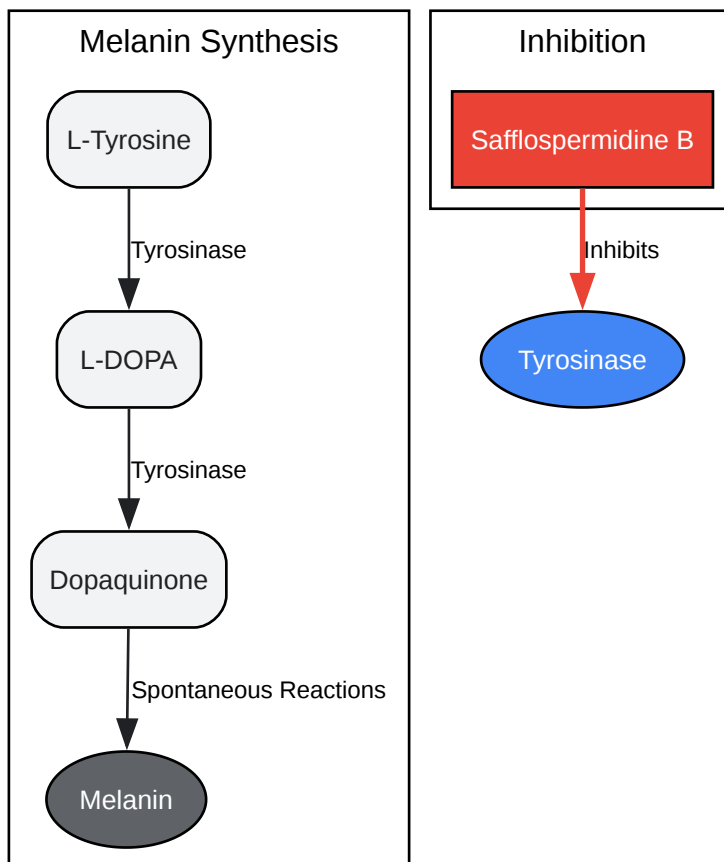 Melanin Synthesis
L-Tyrosine
Tyrosinase
L-DOPA
Tyrosinase
Dopaquinone
Spontaneous Reactions
Melanin
Inhibition
Safflospermidine B
Inhibits
Tyrosinase